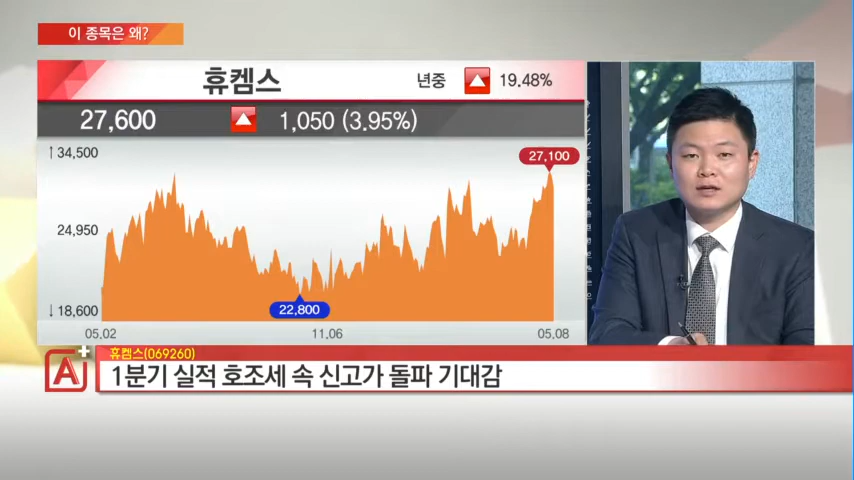 이 종목은 왜?
휴켐스
년중 ▲ 19.48%
27,600 ▲ 1,050 (3.95%)
↑34,500
27,100
24,950
22,800
↓18,600
05.02 11.06 05.08
A+
휴켐스(069260)
1분기 실적 호조세 속 신고가 돌파 기대감